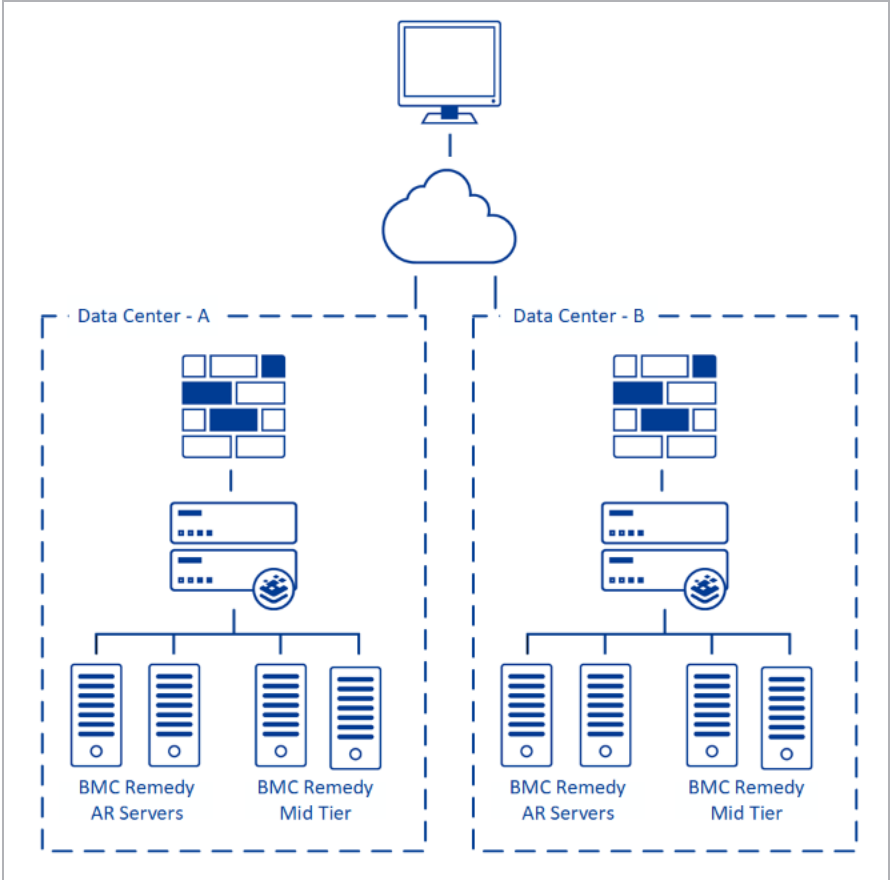 Data Center - A
Data Center - B
BMC Remedy
AR Servers
BMC Remedy
Mid Tier
BMC Remedy
AR Servers
BMC Remedy
Mid Tier